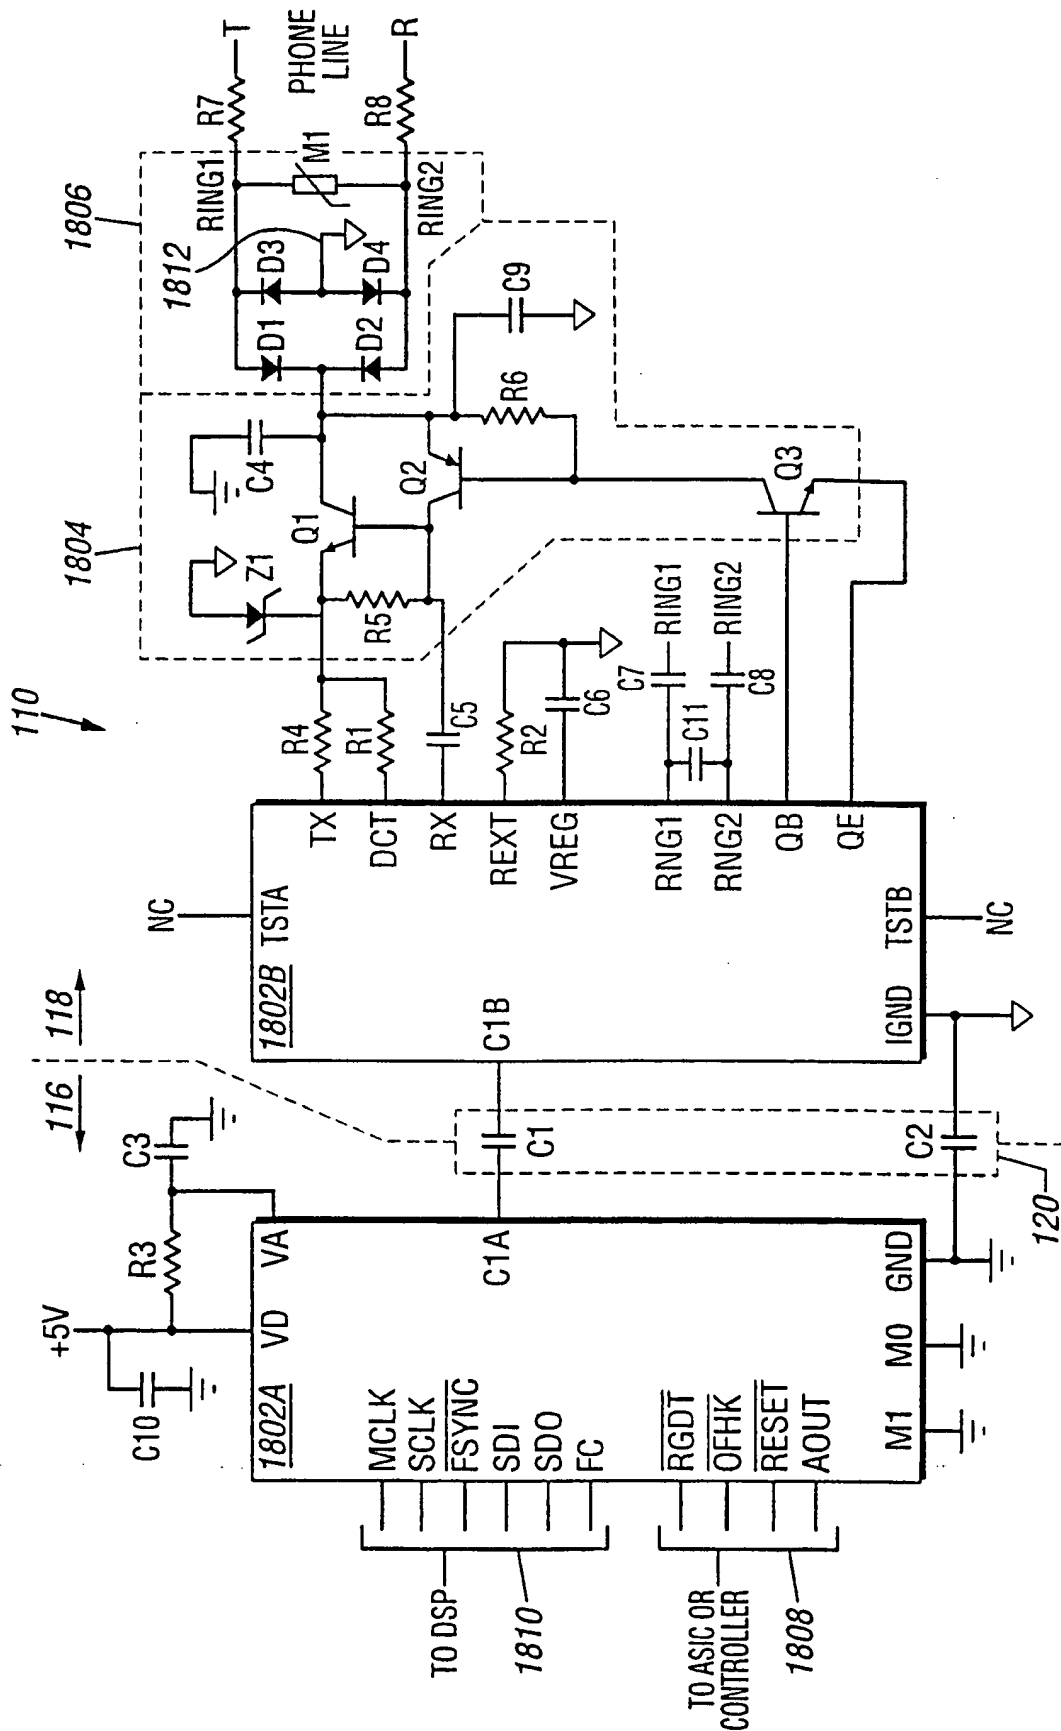 110
116
118
+5V
C10
R3
C3
1802A
VD
VA
MCLK
SCLK
FSYNC
SDI
SDO
FC
TO DSP
1810
RGDT
OFHK
RESET
AOUT
TO ASIC OR
CONTROLLER
1808
M1
M0
GND
C1A
C1
C2
120
1802B
C1B
NC
TSTA
TSTB
NC
IGND
TX
DCT
RX
REXT
VREG
RNG1
RNG2
QB
QE
R4
R1
C5
R2
C6
C7
RING1
C11
C8
RING2
1804
Z1
C4
Q1
R5
Q2
R6
C9
Q3
1806
1812
D1
D3
D2
D4
RING1
M1
RING2
R7
T
PHONE
LINE
R8
R